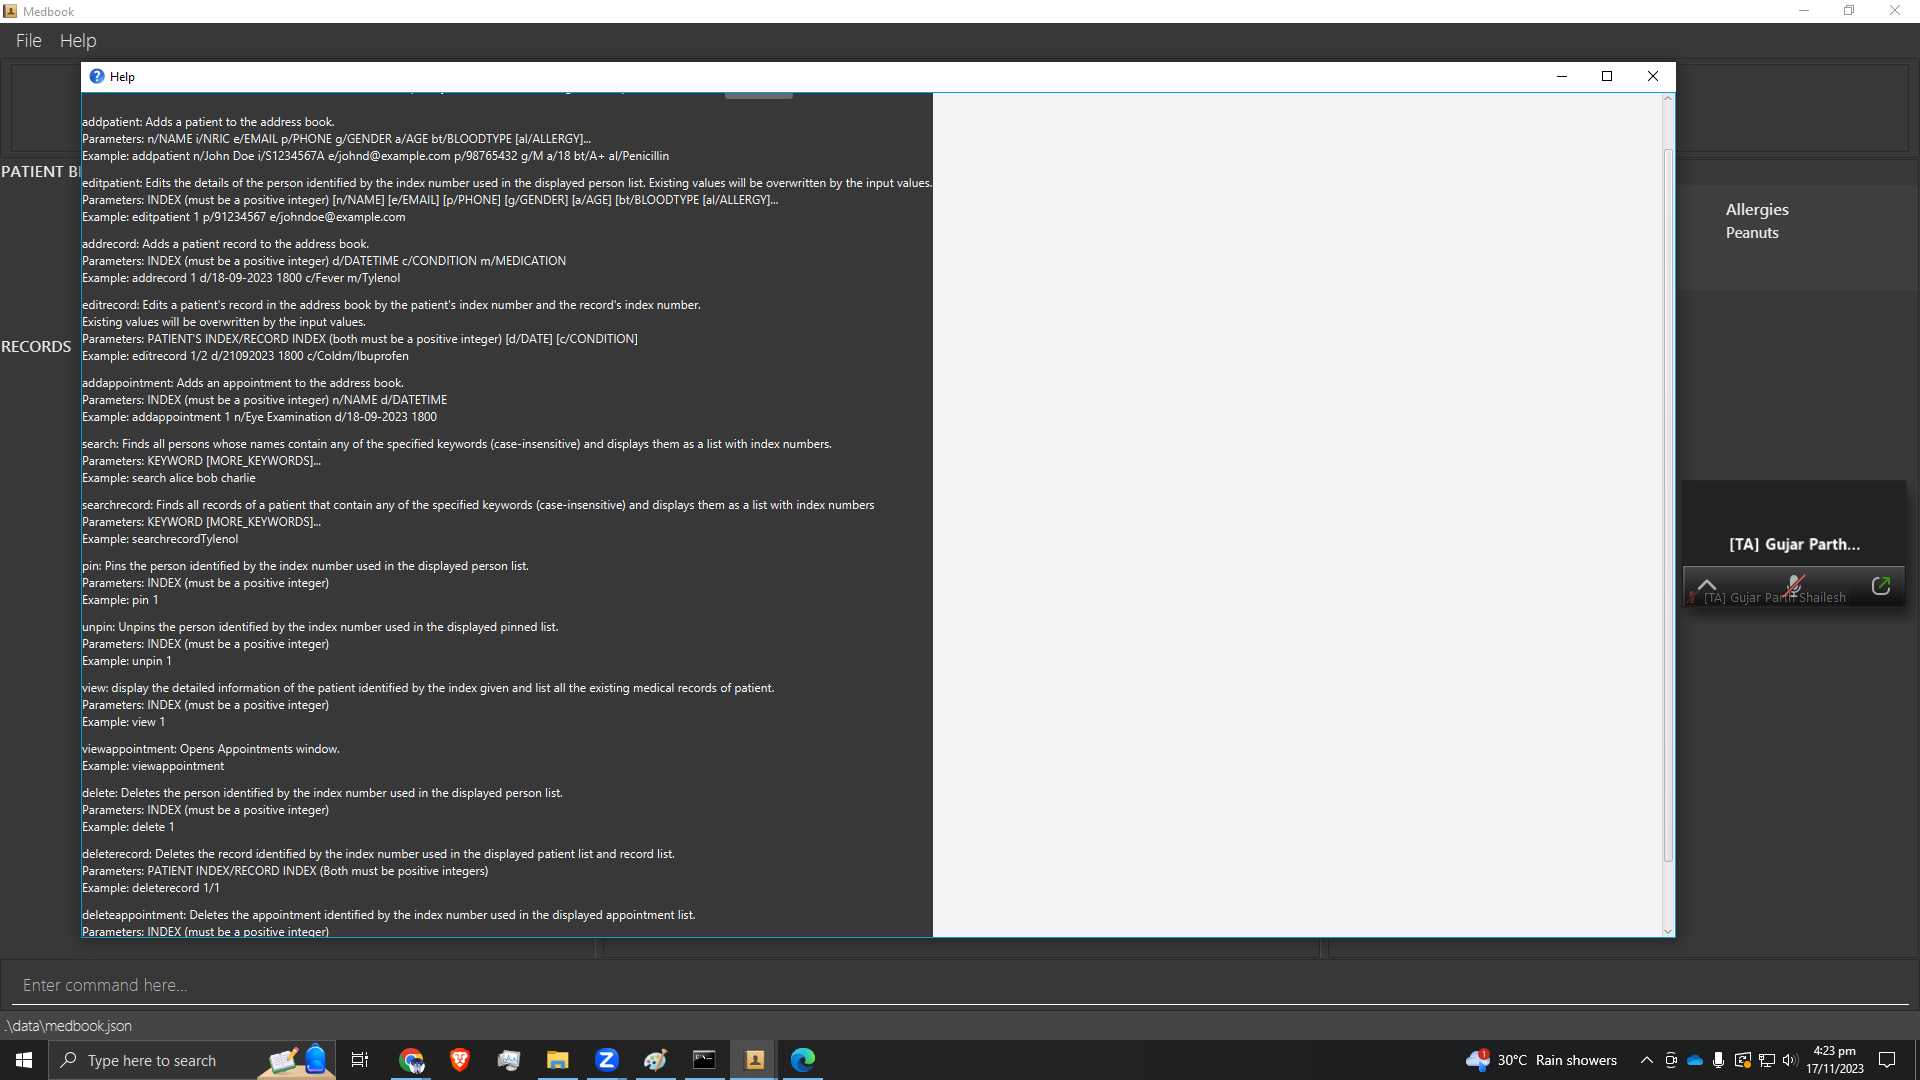 Medbook
File Help
Help
addpatient: Adds a patient to the address book.
Parameters: n/NAME i/NRIC e/EMAIL p/PHONE g/GENDER a/AGE bt/BLOODTYPE [al/ALLERGY]...
Example: addpatient n/John Doe i/S1234567A e/johnd@example.com p/98765432 g/M a/18 bt/A+ al/Penicillin
editpatient: Edits the details of the person identified by the index number used in the displayed person list. Existing values will be overwritten by the input values.
Parameters: INDEX (must be a positive integer) [n/NAME] [e/EMAIL] [p/PHONE] [g/GENDER] [a/AGE] [bt/BLOODTYPE [al/ALLERGY]...
Example: editpatient 1 p/91234567 e/johndoe@example.com
addrecord: Adds a patient record to the address book.
Parameters: INDEX (must be a positive integer) d/DATETIME c/CONDITION m/MEDICATION
Example: addrecord 1 d/18-09-2023 1800 c/Fever m/Tylenol
editrecord: Edits a patient's record in the address book by the patient's index number and the record's index number.
Existing values will be overwritten by the input values.
Parameters: PATIENT'S INDEX/RECORD INDEX (both must be a positive integer) [d/DATE] [c/CONDITION]
Example: editrecord 1/2 d/21092023 1800 c/Coldm/Ibuprofen
addappointment: Adds an appointment to the address book.
Parameters: INDEX (must be a positive integer) n/NAME d/DATETIME
Example: addappointment 1 n/Eye Examination d/18-09-2023 1800
search: Finds all persons whose names contain any of the specified keywords (case-insensitive) and displays them as a list with index numbers.
Parameters: KEYWORD [MORE_KEYWORDS]...
Example: search alice bob charlie
searchrecord: Finds all records of a patient that contain any of the specified keywords (case-insensitive) and displays them as a list with index numbers
Parameters: KEYWORD [MORE_KEYWORDS]...
Example: searchrecordTylenol
pin: Pins the person identified by the index number used in the displayed person list.
Parameters: INDEX (must be a positive integer)
Example: pin 1
unpin: Unpins the person identified by the index number used in the displayed pinned list.
Parameters: INDEX (must be a positive integer)
Example: unpin 1
view: display the detailed information of the patient identified by the index given and list all the existing medical records of patient.
Parameters: INDEX (must be a positive integer)
Example: view 1
viewappointment: Opens Appointments window.
Example: viewappointment
delete: Deletes the person identified by the index number used in the displayed person list.
Parameters: INDEX (must be a positive integer)
Example: delete 1
deleterecord: Deletes the record identified by the index number used in the displayed patient list and record list.
Parameters: PATIENT INDEX/RECORD INDEX (Both must be positive integers)
Example: deleterecord 1/1
deleteappointment: Deletes the appointment identified by the index number used in the displayed appointment list.
Parameters: INDEX (must be a positive integer)
PATIENT
RECORDS
Allergies
Peanuts
[TA] Gujar Parth...
[TA] Gujar Parth Shailesh
Enter command here...
.\data\medbook.json
Type here to search
30°C Rain showers
4:23 pm
17/11/2023